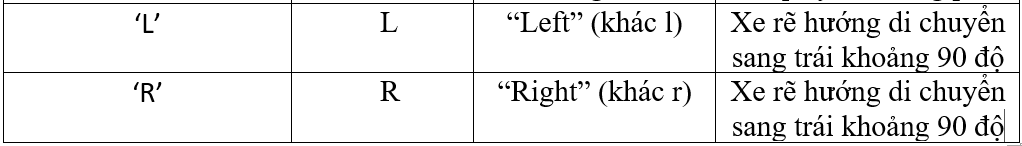 ‘L’ L “Left” (khác l) Xe rẽ hướng di chuyển
sang trái khoảng 90 độ
‘R’ R “Right” (khác r) Xe rẽ hướng di chuyển
sang trái khoảng 90 độ